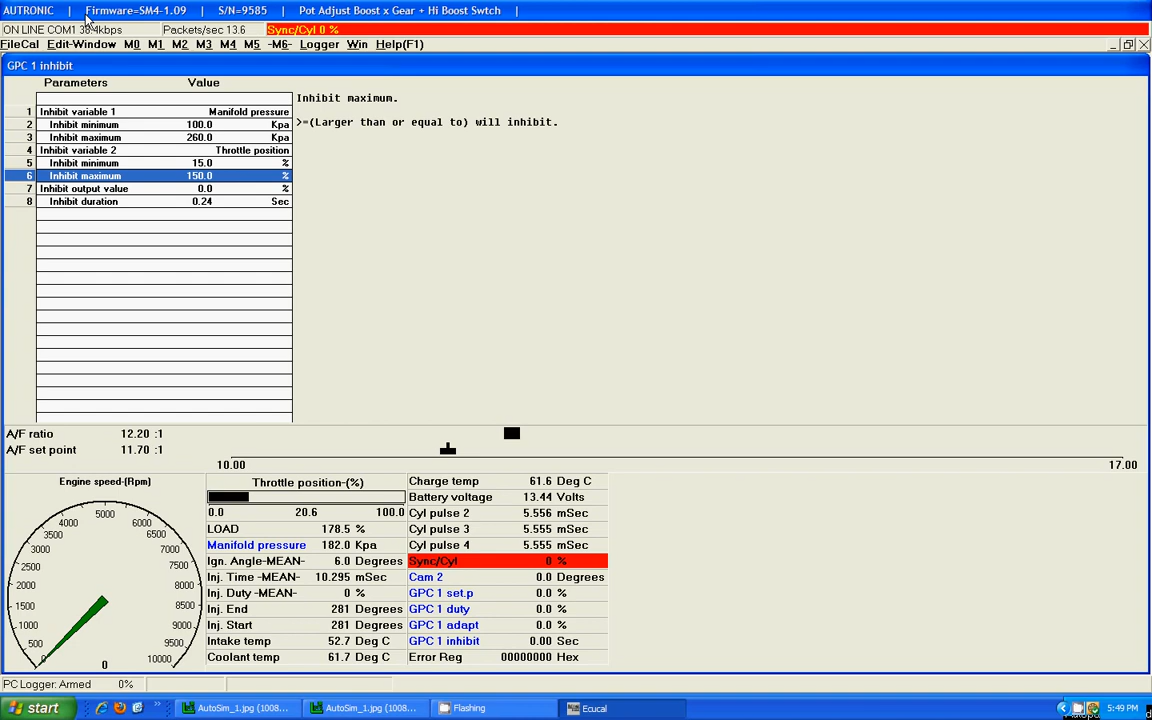 AUTRONIC | Firmware=SM4-1.09 | S/N=9585 | Pot Adjust Boost x Gear + Hi Boost Swtch |
ON LINE COM1 38.4kbps Packets/sec 13.6 Sync/Cyl 0 %
FileCal Edit-Window M0 M1 M2 M3 M4 M5 -M6- Logger Win Help(F1)
GPC 1 inhibit
Parameters Value
Inhibit maximum.
1 Inhibit variable 1 Manifold pressure
>=(Larger than or equal to) will inhibit.
2 Inhibit minimum 100.0 Kpa
3 Inhibit maximum 260.0 Kpa
4 Inhibit variable 2 Throttle position
5 Inhibit minimum 15.0 %
6 Inhibit maximum 150.0 %
7 Inhibit output value 0.0 %
8 Inhibit duration 0.24 Sec
A/F ratio 12.20 :1
A/F set point 11.70 :1
10.00 17.00
Engine speed-(Rpm)
5000
4000 6000
3000 7000
2500 7500
2000 8000
1500 8500
1000 9000
500 9500
0 10000
0
Throttle position-(%)
0.0 20.6 100.0
LOAD 178.5 %
Manifold pressure 182.0 Kpa
Ign. Angle-MEAN- 6.0 Degrees
Inj. Time -MEAN- 10.295 mSec
Inj. Duty -MEAN- 0 %
Inj. End 281 Degrees
Inj. Start 281 Degrees
Intake temp 52.7 Deg C
Coolant temp 61.7 Deg C
Charge temp 61.6 Deg C
Battery voltage 13.44 Volts
Cyl pulse 2 5.556 mSec
Cyl pulse 3 5.555 mSec
Cyl pulse 4 5.555 mSec
Sync/Cyl 0 %
Cam 2 0.0 Degrees
GPC 1 set.p 0.0 %
GPC 1 duty 0.0 %
GPC 1 adapt 0.0 %
GPC 1 inhibit 0.00 Sec
Error Reg 00000000 Hex
PC Logger: Armed 0%
start AutoSim_1.jpg (1008... AutoSim_1.jpg (1008... Flashing Ecucal 5:49 PM